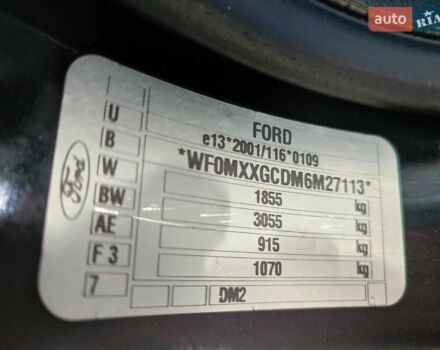 auto RIA
FORD
e13*2001/116*0109
*WF0MXXGCDM6M27113*
1855 kg
3055 kg
915 kg
1070 kg
DM2
U
B
W
BW
AE
F 3
7
Ford